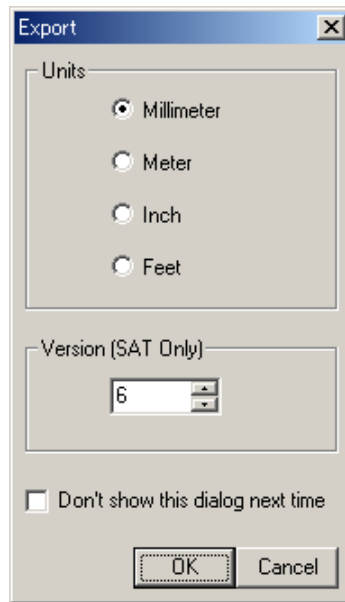 Export
Units
Millimeter
Meter
Inch
Feet
Version (SAT Only)
6
Don't show this dialog next time
OK Cancel